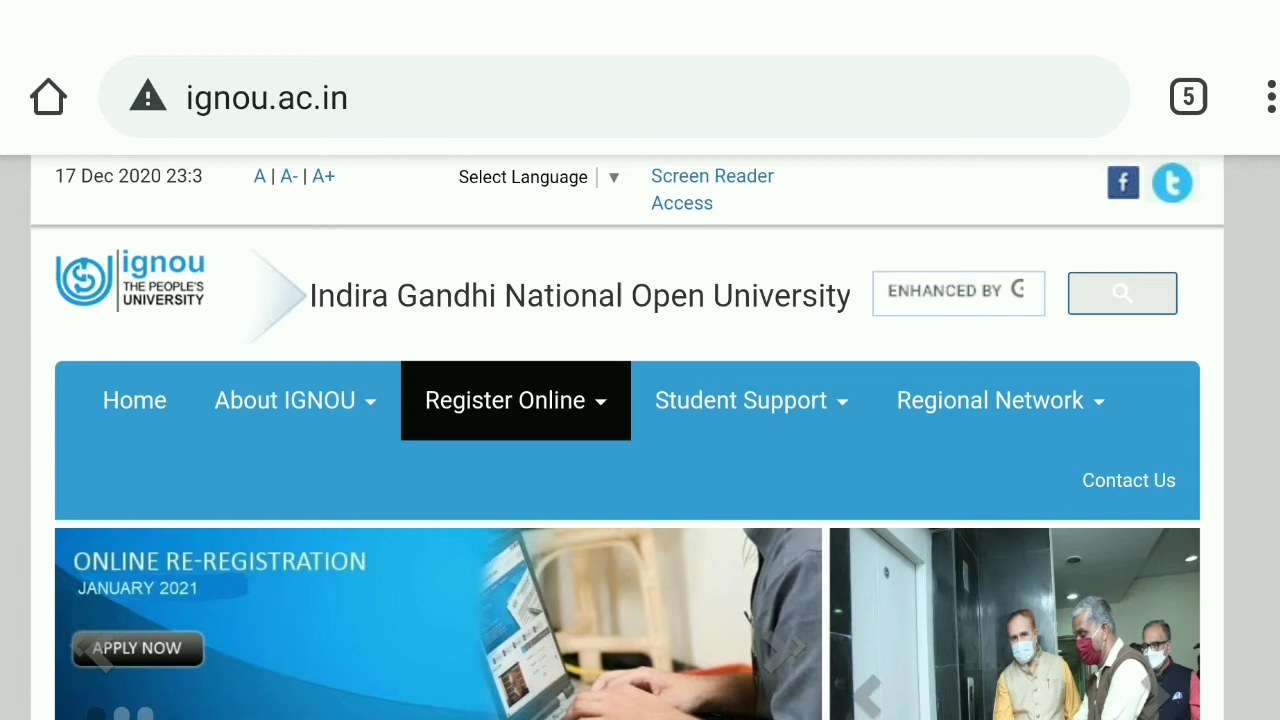 ignou.ac.in
5
17 Dec 2020 23:3
A | A- | A+
Select Language ▼
Screen Reader
Access
ignou
THE PEOPLE'S
UNIVERSITY
Indira Gandhi National Open University
ENHANCED BY G
Home
About IGNOU
Register Online
Student Support
Regional Network
Contact Us
ONLINE RE-REGISTRATION
JANUARY 2021
APPLY NOW